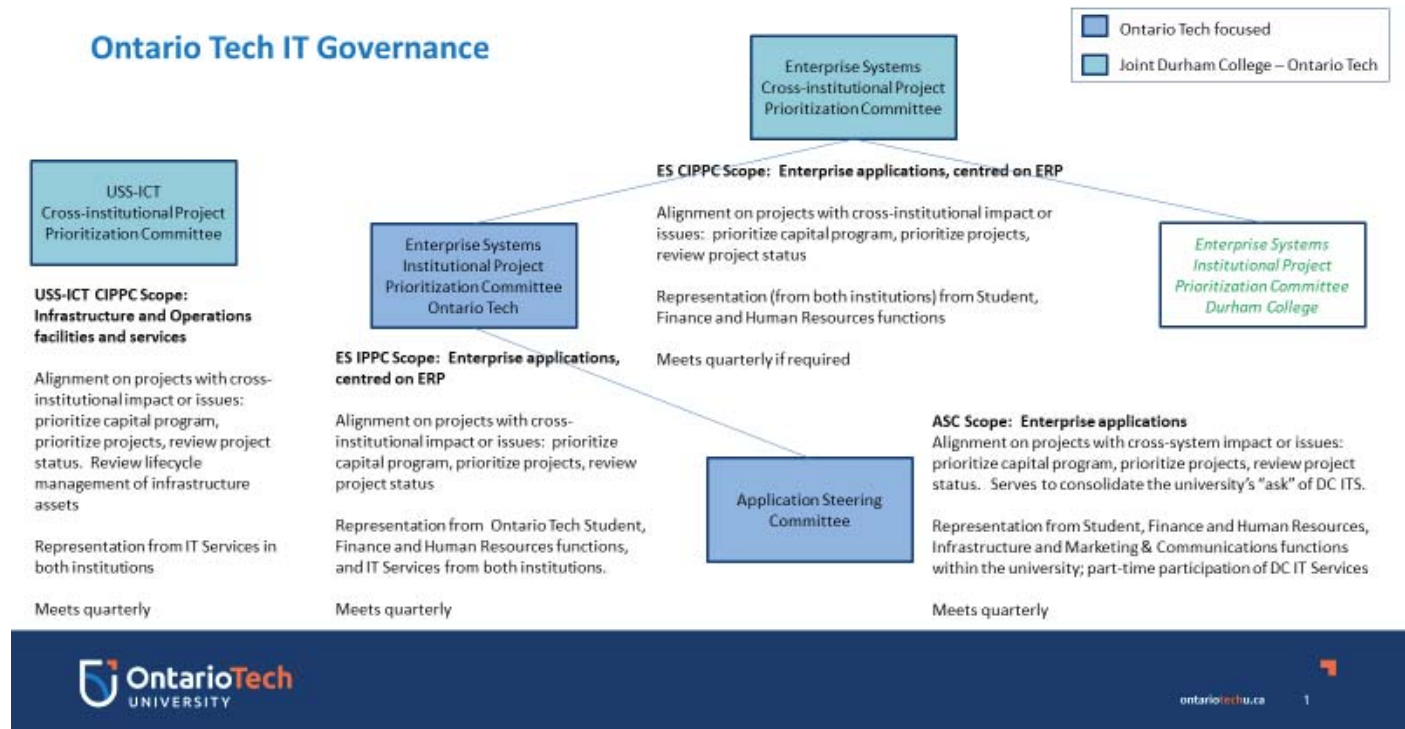 Ontario Tech IT Governance
Ontario Tech focused
Joint Durham College – Ontario Tech
Enterprise Systems
Cross-institutional Project
Prioritization Committee
USS-ICT
Cross-institutional Project
Prioritization Committee
USS-ICT CIPPC Scope:
Infrastructure and Operations
facilities and services
Alignment on projects with cross-
institutional impact or issues:
prioritize capital program,
prioritize projects, review project
status. Review lifecycle
management of infrastructure
assets
Representation from IT Services in
both institutions
Meets quarterly
Enterprise Systems
Institutional Project
Prioritization Committee
Ontario Tech
ES IPPC Scope: Enterprise applications,
centred on ERP
Alignment on projects with cross-
institutional impact or issues: prioritize
capital program, prioritize projects, review
project status
Representation from Ontario Tech Student,
Finance and Human Resources functions,
and IT Services from both institutions.
Meets quarterly
ES CIPPC Scope: Enterprise applications, centred on ERP
Alignment on projects with cross-institutional impact or
issues: prioritize capital program, prioritize projects,
review project status
Representation (from both institutions) from Student,
Finance and Human Resources functions
Meets quarterly if required
Enterprise Systems
Institutional Project
Prioritization Committee
Durham College
Application Steering
Committee
ASC Scope: Enterprise applications
Alignment on projects with cross-system impact or issues:
prioritize capital program, prioritize projects, review project
status. Serves to consolidate the university's "ask" of DC ITS.
Representation from Student, Finance and Human Resources,
Infrastructure and Marketing & Communications functions
within the university; part-time participation of DC IT Services
Meets quarterly
OntarioTech
UNIVERSITY
ontariotechu.ca
1